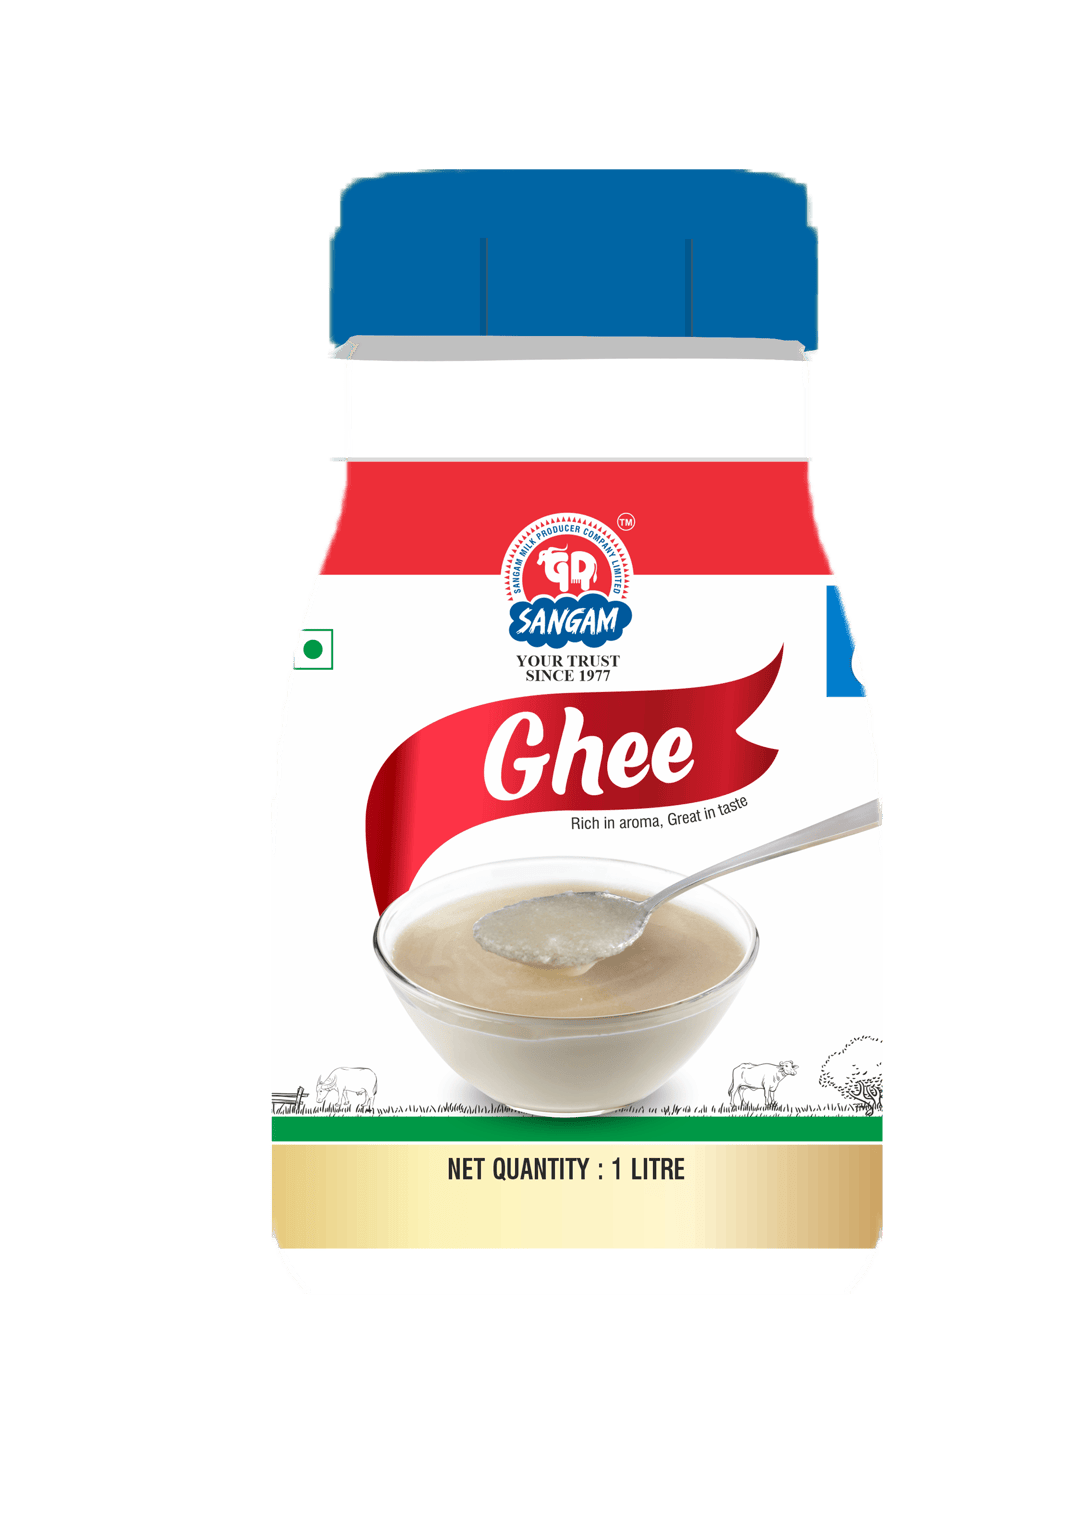 TM
SANGAM MILK PRODUCER COMPANY LIMITED
SANGAM
YOUR TRUST
SINCE 1977
Ghee
Rich in aroma, Great in taste
NET QUANTITY : 1 LITRE